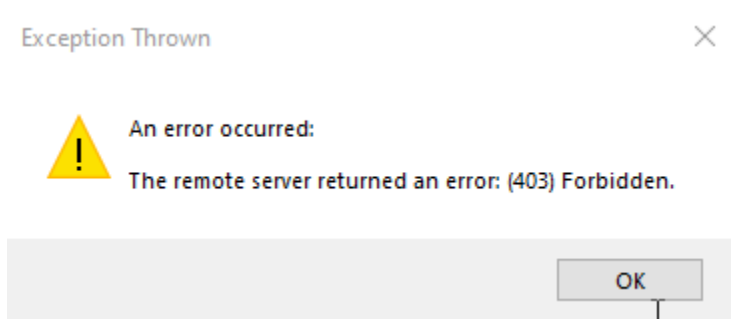 Exception Thrown
An error occurred:
The remote server returned an error: (403) Forbidden.
OK